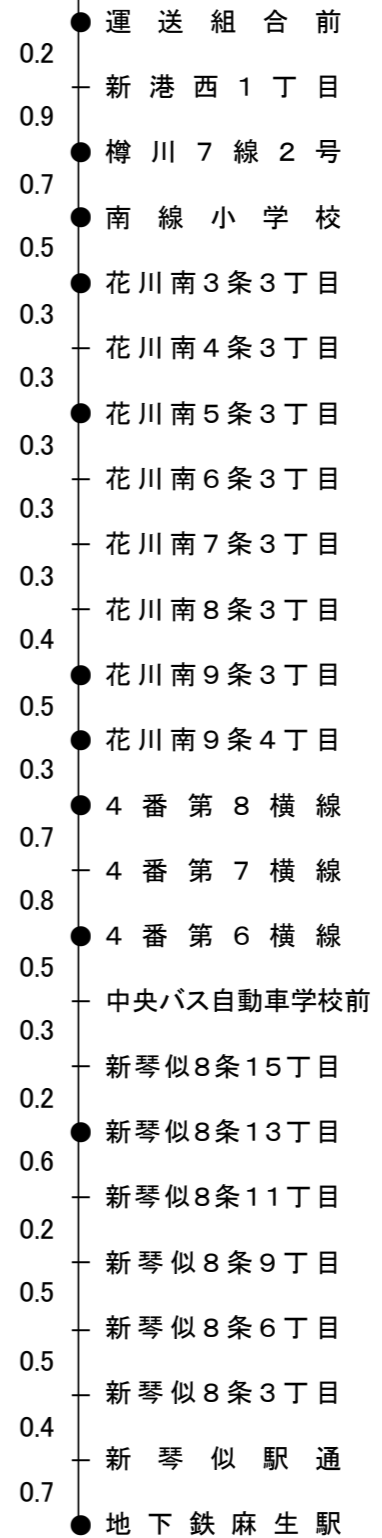 運送組合前
0.2
新港西1丁目
0.9
樽川7線2号
0.7
南線小学校
0.5
花川南3条3丁目
0.3
花川南4条3丁目
0.3
花川南5条3丁目
0.3
花川南6条3丁目
0.3
花川南7条3丁目
0.3
花川南8条3丁目
0.4
花川南9条3丁目
0.5
花川南9条4丁目
0.3
4番第8横線
0.7
4番第7横線
0.8
4番第6横線
0.5
中央バス自動車学校前
0.3
新琴似8条15丁目
0.2
新琴似8条13丁目
0.6
新琴似8条11丁目
0.2
新琴似8条9丁目
0.5
新琴似8条6丁目
0.5
新琴似8条3丁目
0.4
新琴似駅通
0.7
地下鉄麻生駅